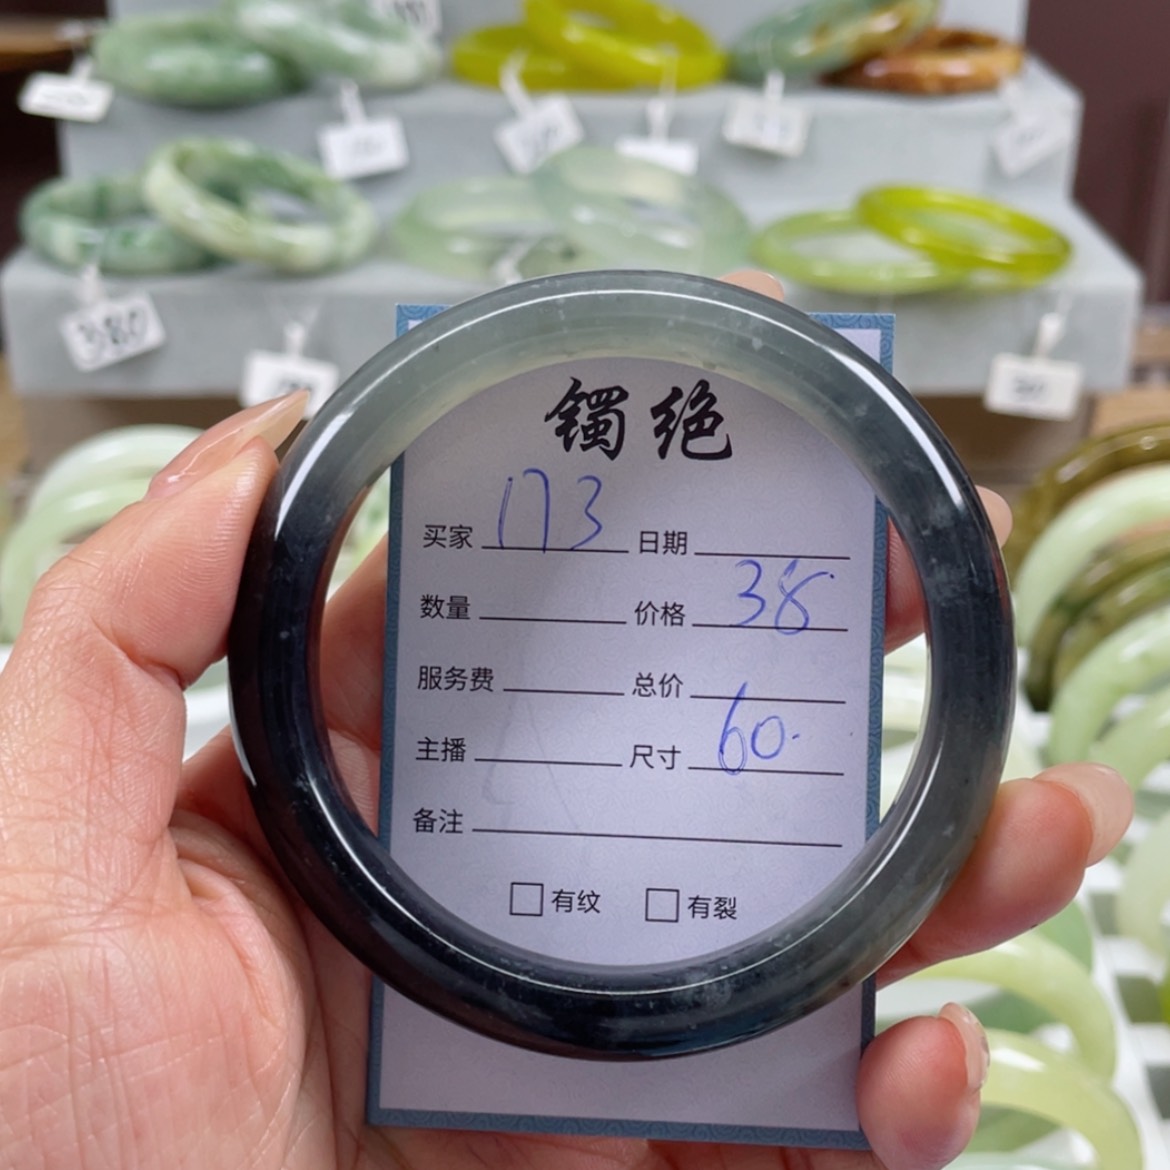 镯绝
买家 173 日期
数量 价格 38
服务费 总价
主播 尺寸 60.
备注
□ 有纹 □ 有裂
380